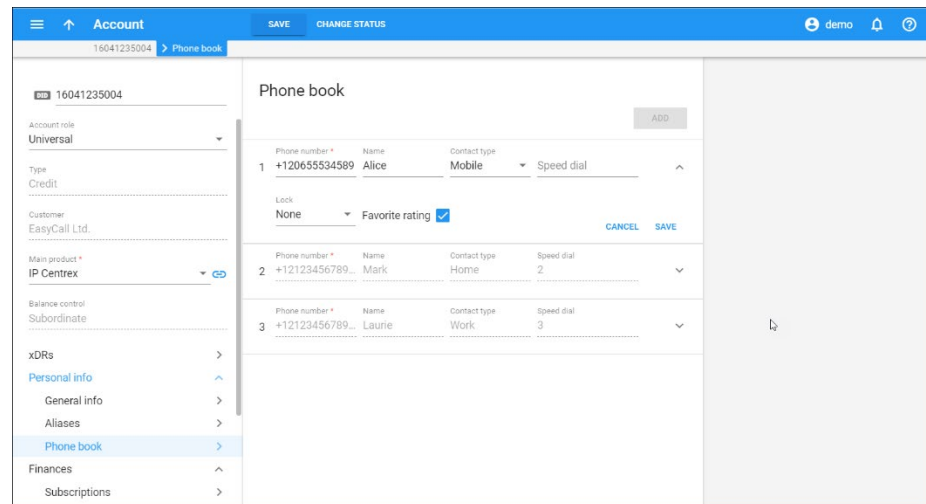 Account SAVE CHANGE STATUS demo
16041235004 Phone book
DID 16041235004
Account role
Universal
Type
Credit
Customer
EasyCall Ltd.
Main product *
IP Centrex
Balance control
Subordinate
xDRs
Personal info
General info
Aliases
Phone book
Finances
Subscriptions
Phone book
ADD
Phone number * Name Contact type
1 +120655534589 Alice Mobile Speed dial
Lock
None Favorite rating
CANCEL SAVE
Phone number * Name Contact type Speed dial
2 +12123456789... Mark Home 2
Phone number * Name Contact type Speed dial
3 +12123456789... Laurie Work 3